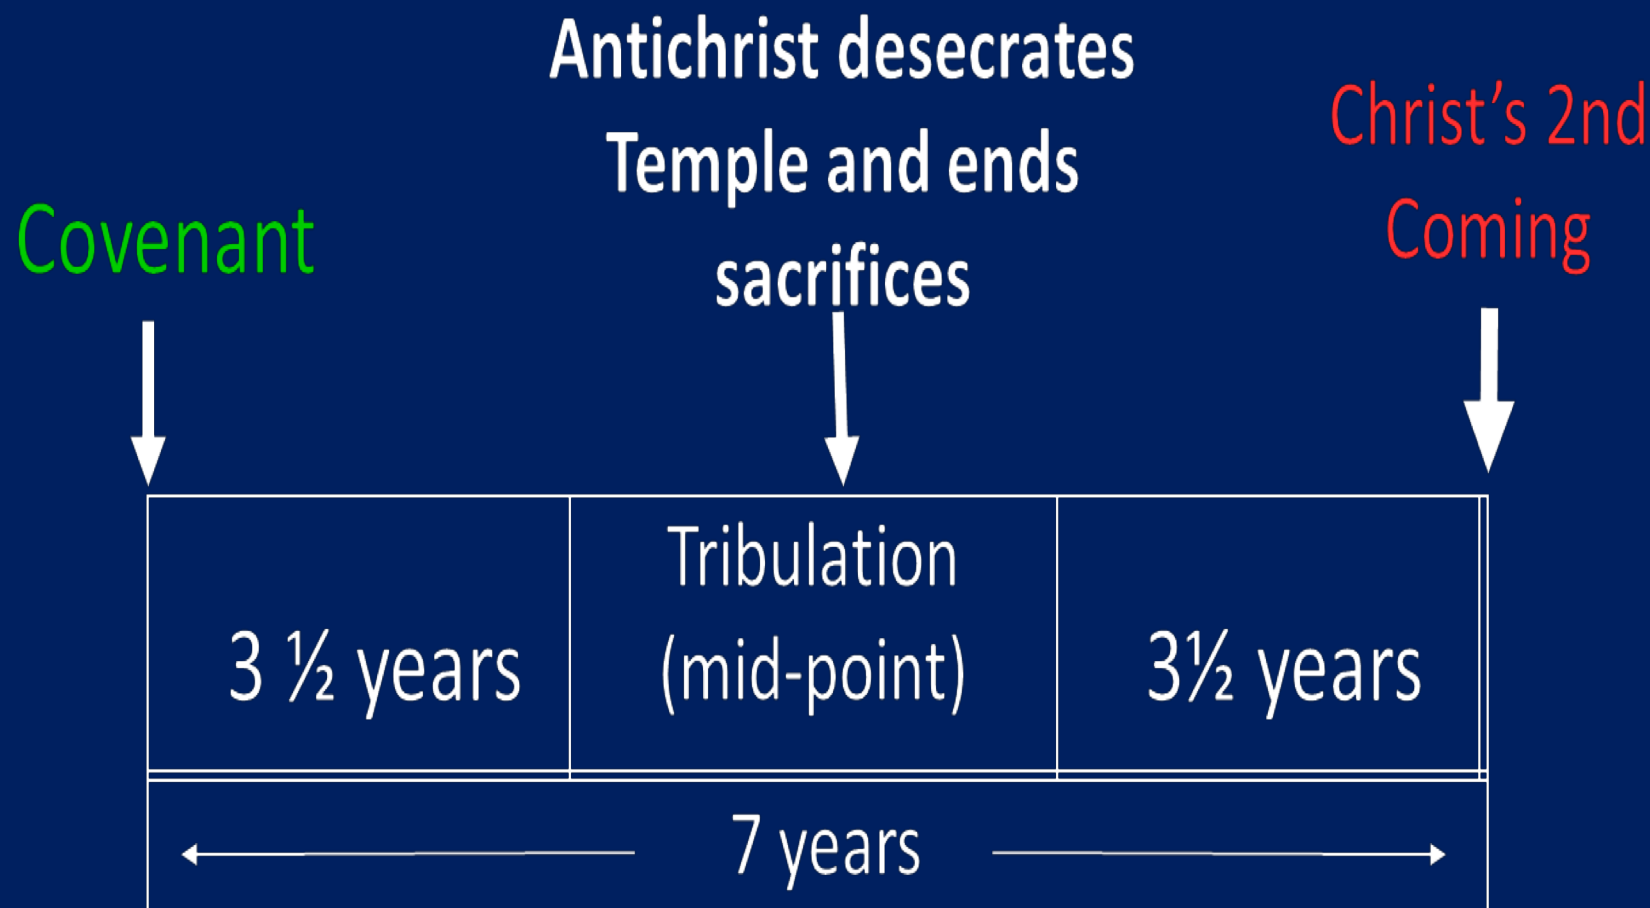 Antichrist desecrates
Temple and ends
sacrifices
Christ’s 2nd
Coming
Covenant
3 ½ years
Tribulation
(mid-point)
3½ years
7 years